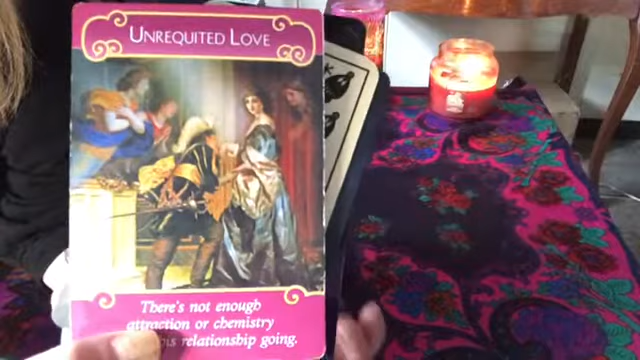 UNREQUITED LOVE
There's not enough
attraction or chemistry
relationship going.